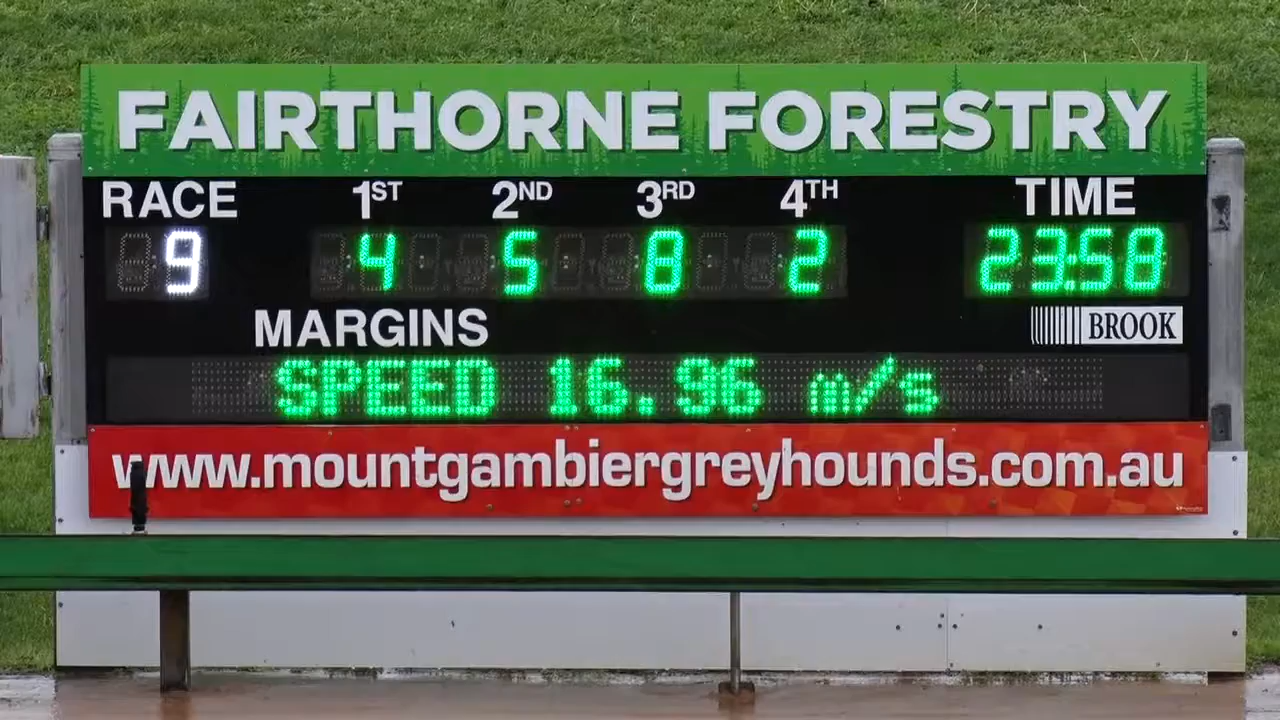 FAIRTHORNE FORESTRY
RACE 1ST 2ND 3RD 4TH TIME
9 4 5 8 2 23:58
MARGINS BROOK
SPEED 16.96 m/s
www.mountgambiergreyhounds.com.au